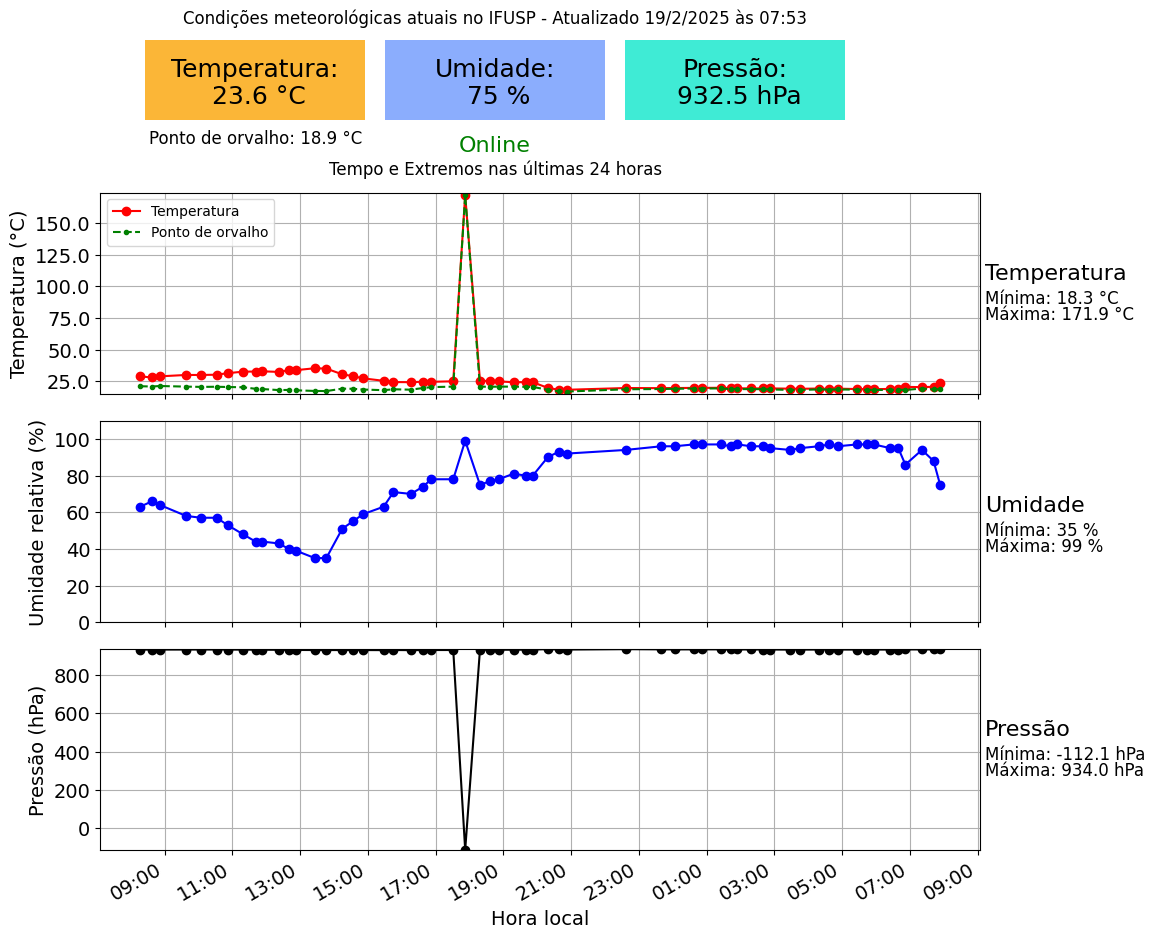 Condições meteorológicas atuais no IFUSP - Atualizado 19/2/2025 às 07:53
Temperatura:
23.6 °C
Umidade:
75 %
Pressão:
932.5 hPa
Ponto de orvalho: 18.9 °C
Online
Tempo e Extremos nas últimas 24 horas
Temperatura (°C)
150.0
125.0
100.0
75.0
50.0
25.0
Temperatura
Ponto de orvalho
Temperatura
Mínima: 18.3 °C
Máxima: 171.9 °C
Umidade relativa (%)
100
80
60
40
20
0
Umidade
Mínima: 35 %
Máxima: 99 %
Pressão (hPa)
800
600
400
200
0
Pressão
Mínima: -112.1 hPa
Máxima: 934.0 hPa
09:00
11:00
13:00
15:00
17:00
19:00
21:00
23:00
01:00
03:00
05:00
07:00
09:00
Hora local